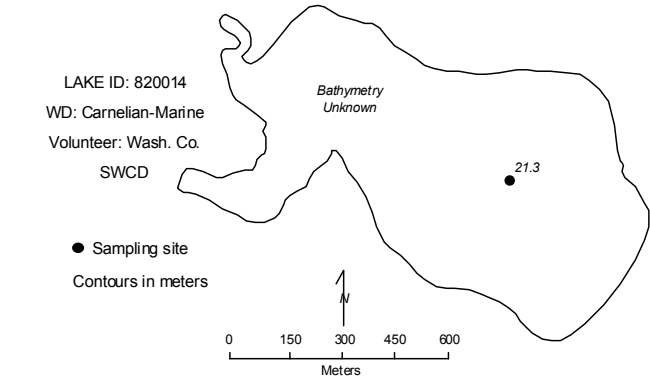 LAKE ID: 820014
WD: Carnelian-Marine
Volunteer: Wash. Co.
SWCD
Bathymetry
Unknown
21.3
Sampling site
Contours in meters
N
0 150 300 450 600
Meters